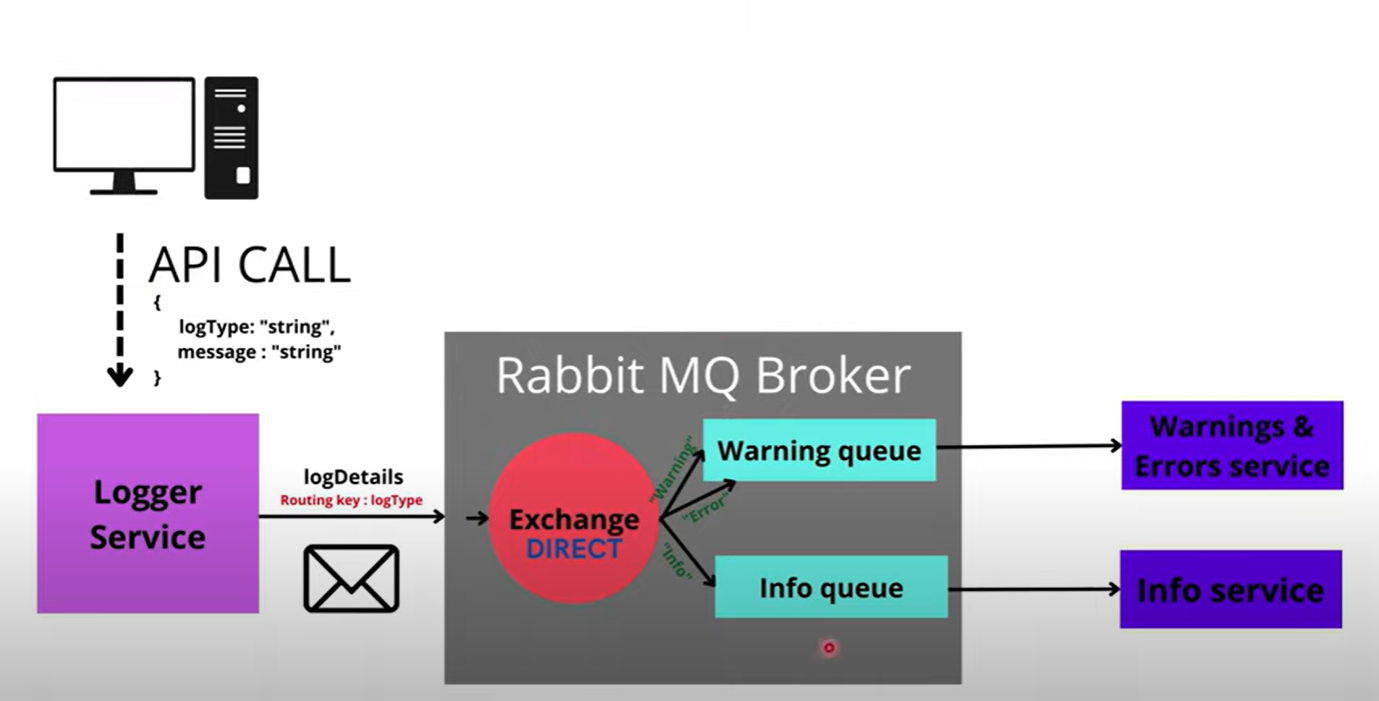 API CALL
{
logType: "string",
message : "string"
}
Logger
Service
logDetails
Routing key : logType
Rabbit MQ Broker
Exchange
DIRECT
"Warning"
"Error"
"Info"
Warning queue
Info queue
Warnings &
Errors service
Info service